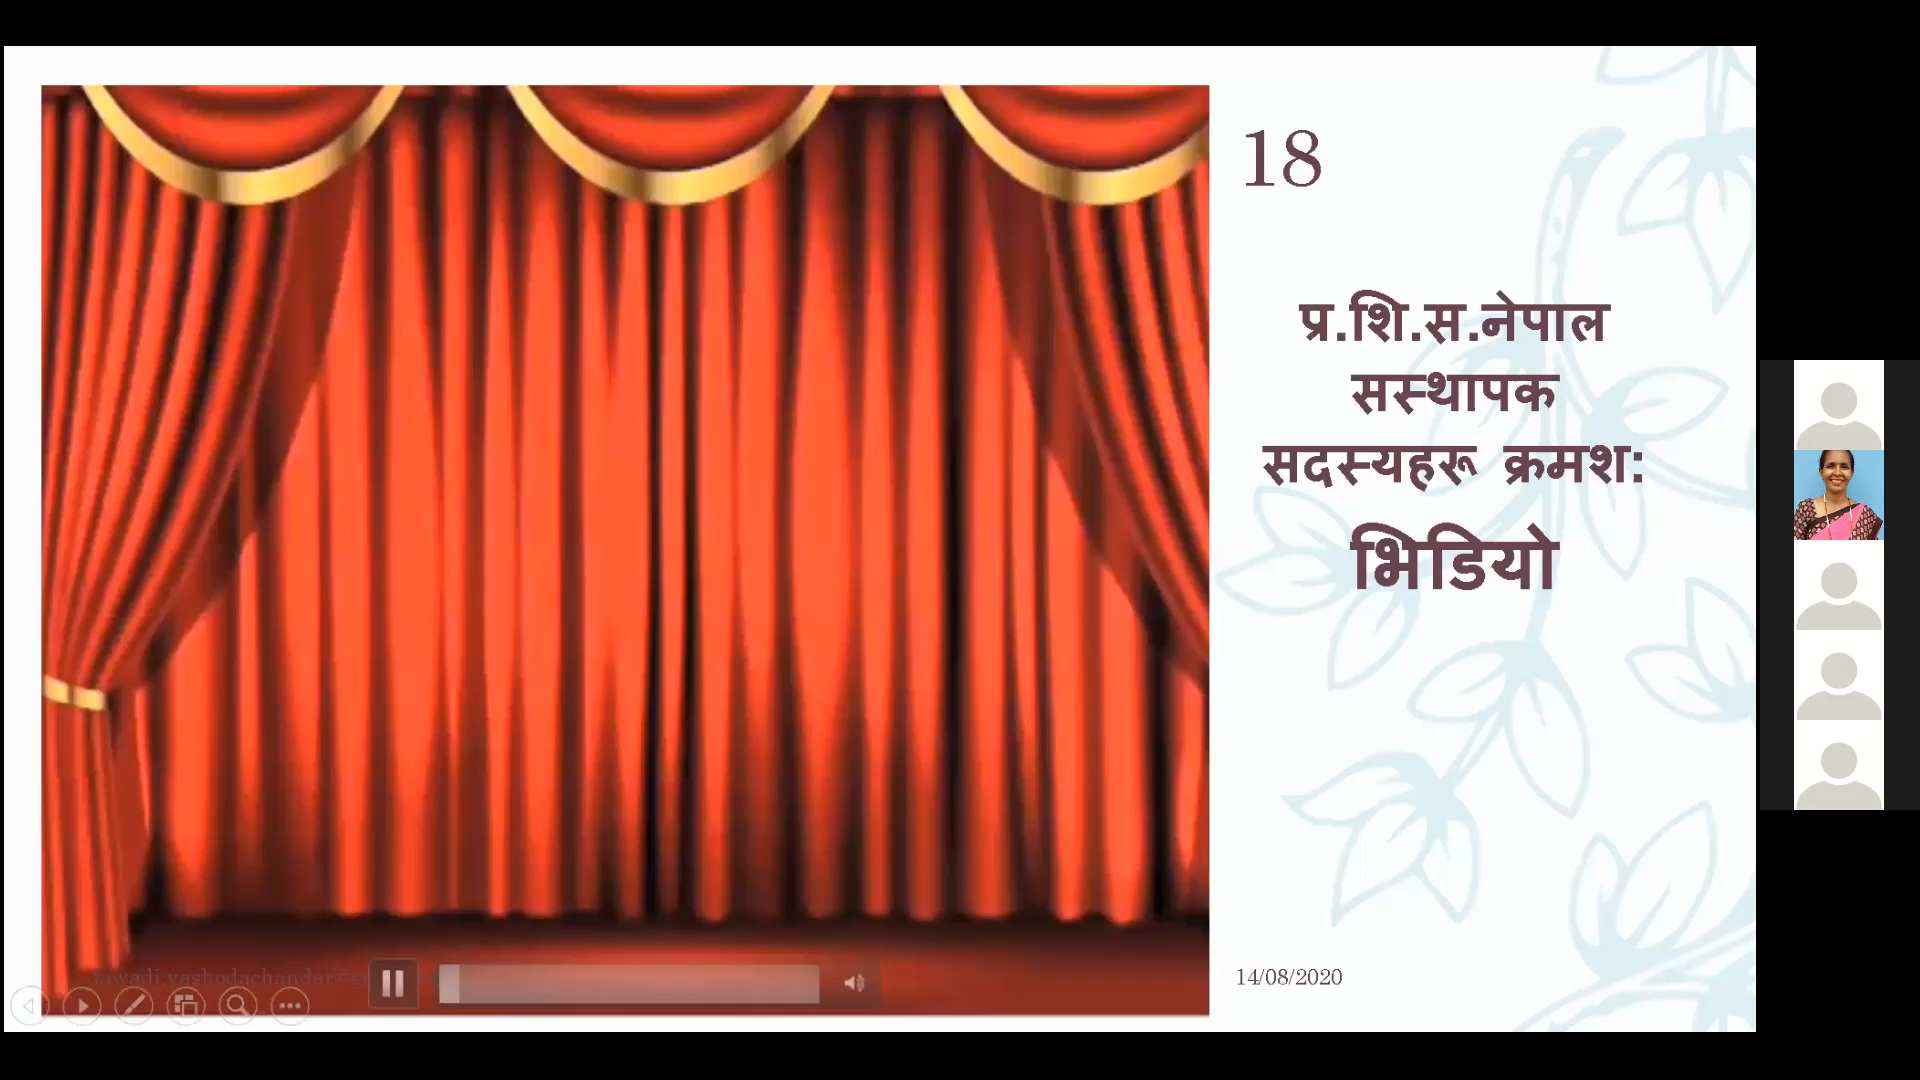 18
प्र.शि.स.नेपाल
सस्थापक
सदस्यहरू क्रमश:
भिडियो
14/08/2020